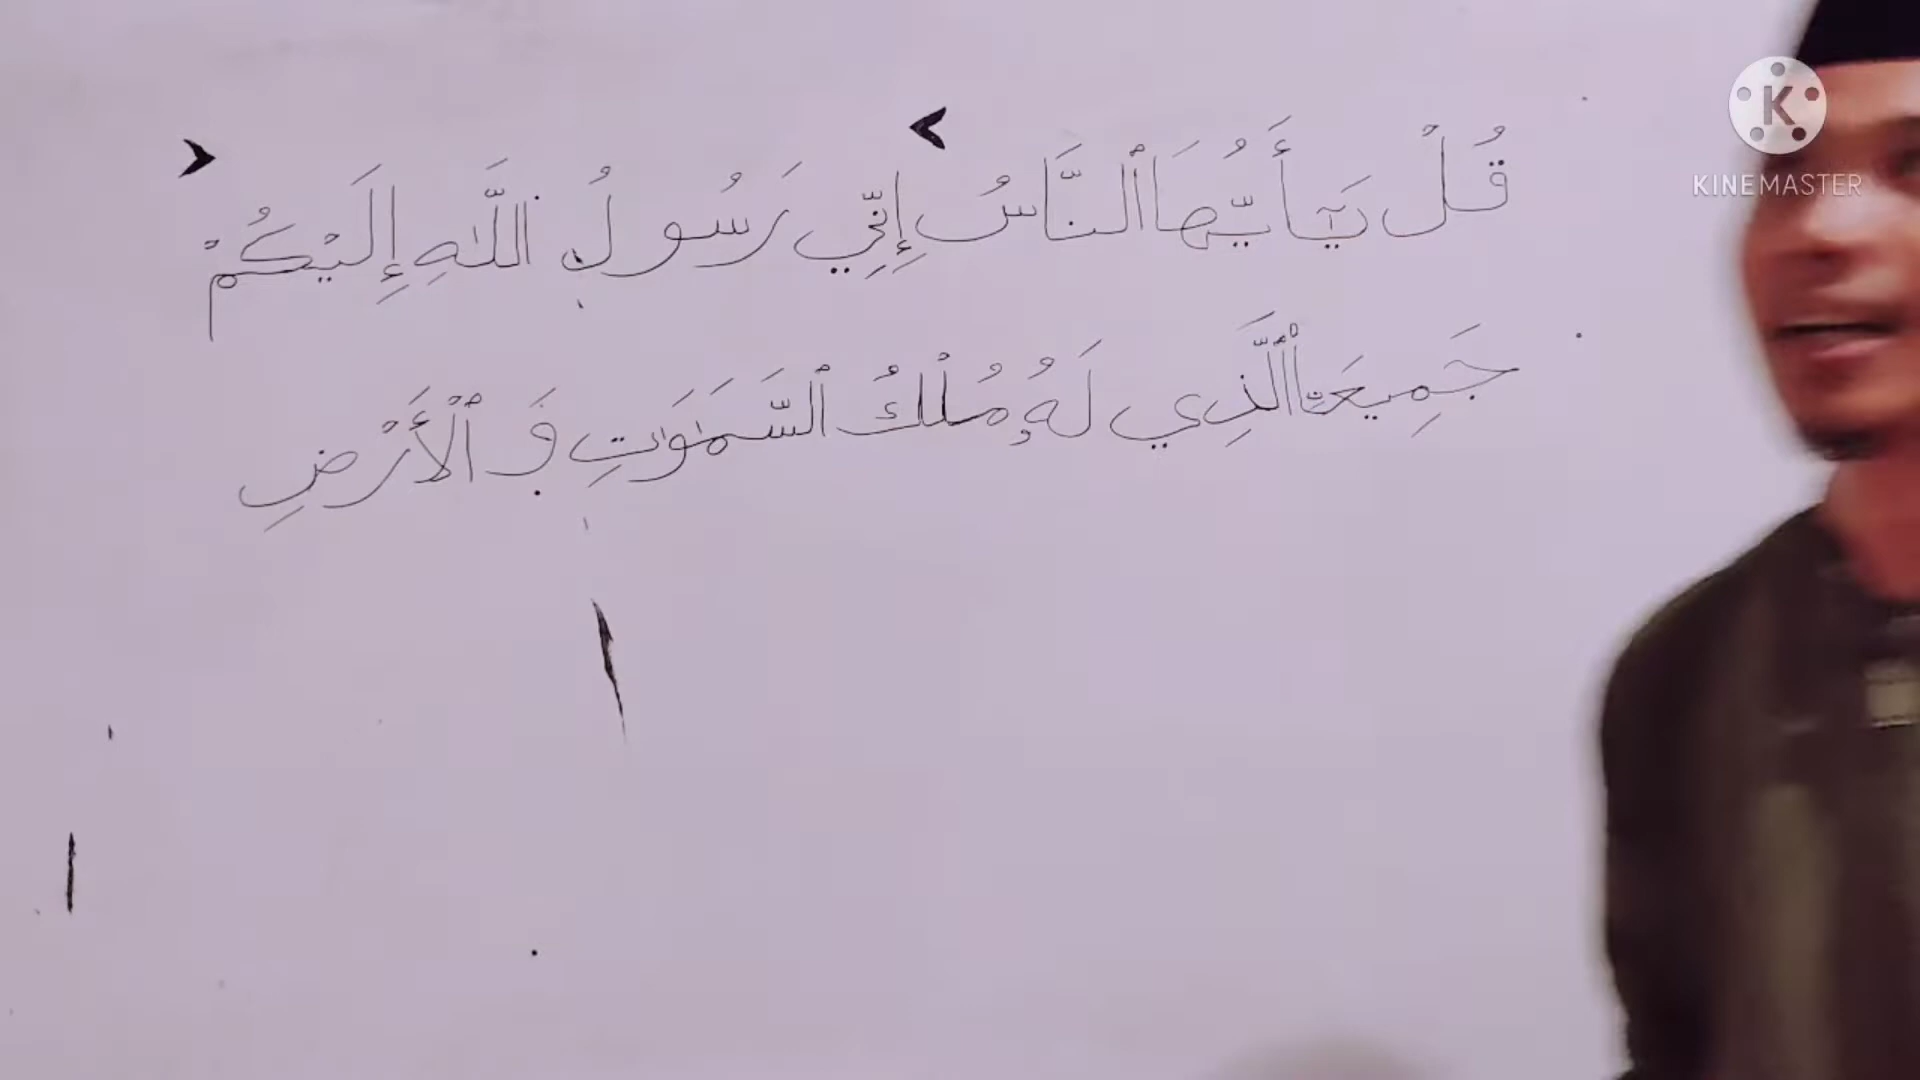 قُلْ يَٰٓأَيُّهَا ٱلنَّاسُ إِنِّي رَسُولُ ٱللَّهِ إِلَيْكُمْ
جَمِيعًا ٱلَّذِي لَهُۥ مُلْكُ ٱلسَّمَٰوَٰتِ وَ ٱلْأَرْضِ
KINEMASTER